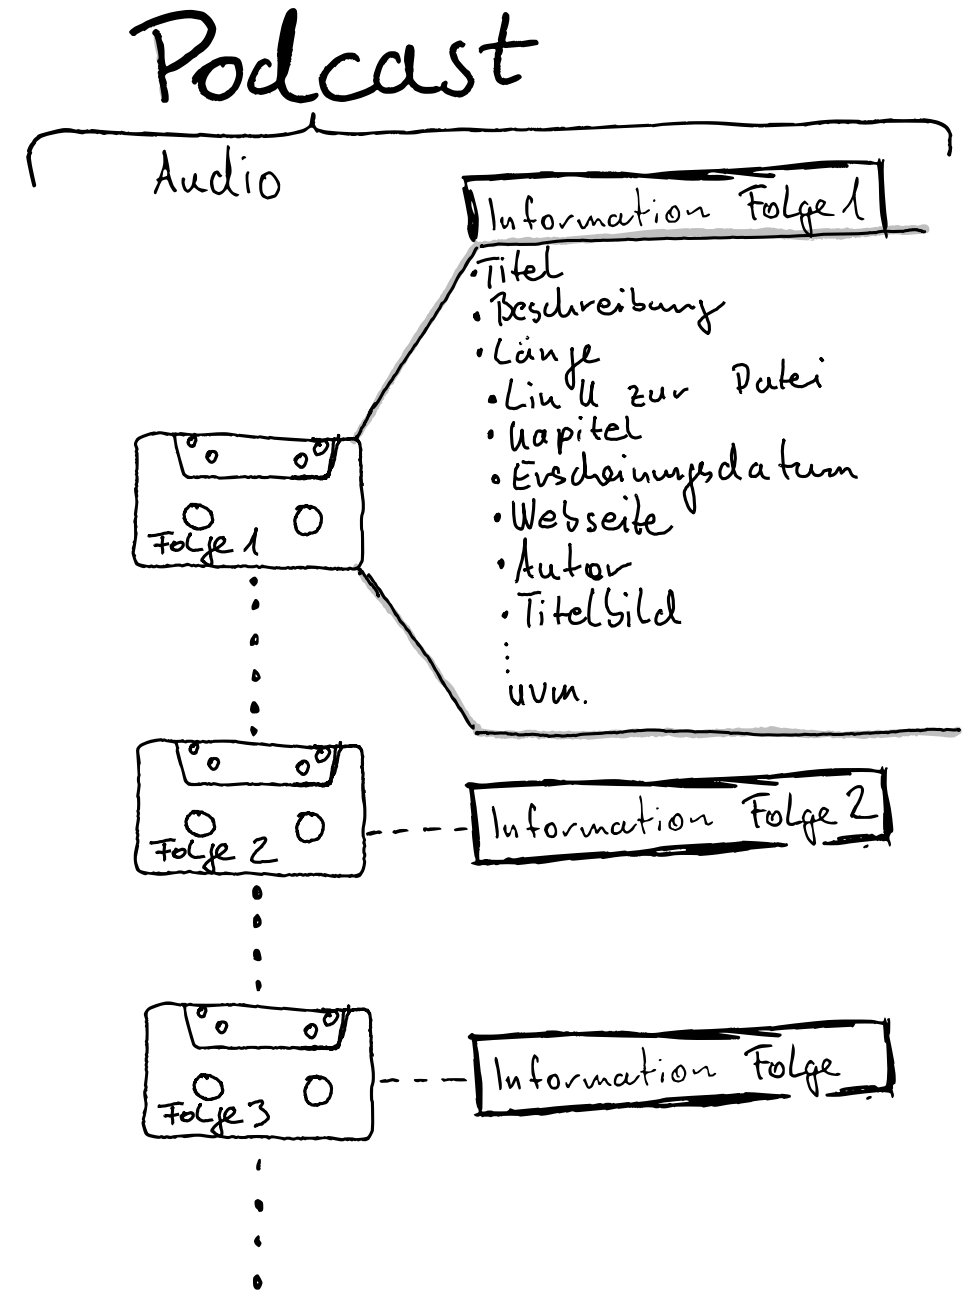 Podcast
Audio
Information Folge 1
•Titel
•Beschreibung
•Länge
•Link zur Datei
•Kapitel
•Erscheinungsdatum
•Webseite
•Autor
•Titelbild
uvm.
Folge 1
Folge 2
Information Folge 2
Folge 3
Information Folge